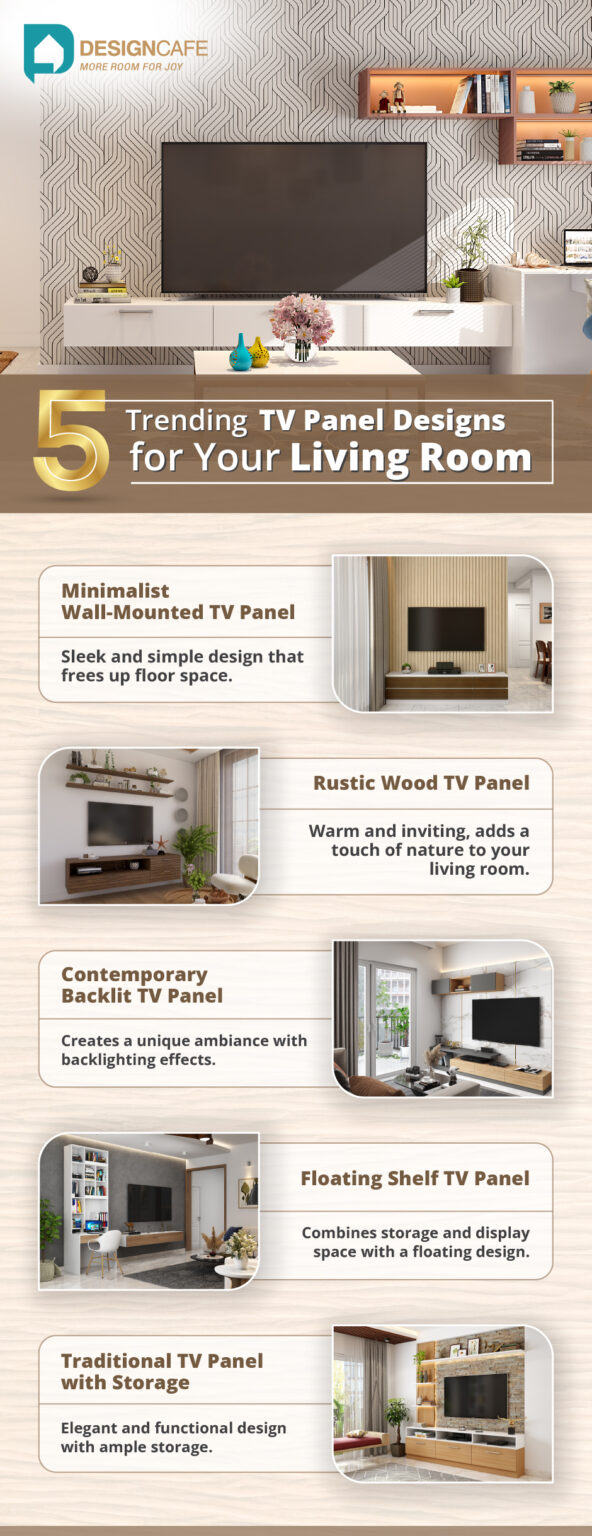 DESIGNCAFE
MORE ROOM FOR JOY
5
Trending TV Panel Designs
for Your Living Room
Minimalist
Wall-Mounted TV Panel
Sleek and simple design that
frees up floor space.
Rustic Wood TV Panel
Warm and inviting, adds a
touch of nature to your
living room.
Contemporary
Backlit TV Panel
Creates a unique ambiance with
backlighting effects.
Floating Shelf TV Panel
Combines storage and display
space with a floating design.
Traditional TV Panel
with Storage
Elegant and functional design
with ample storage.